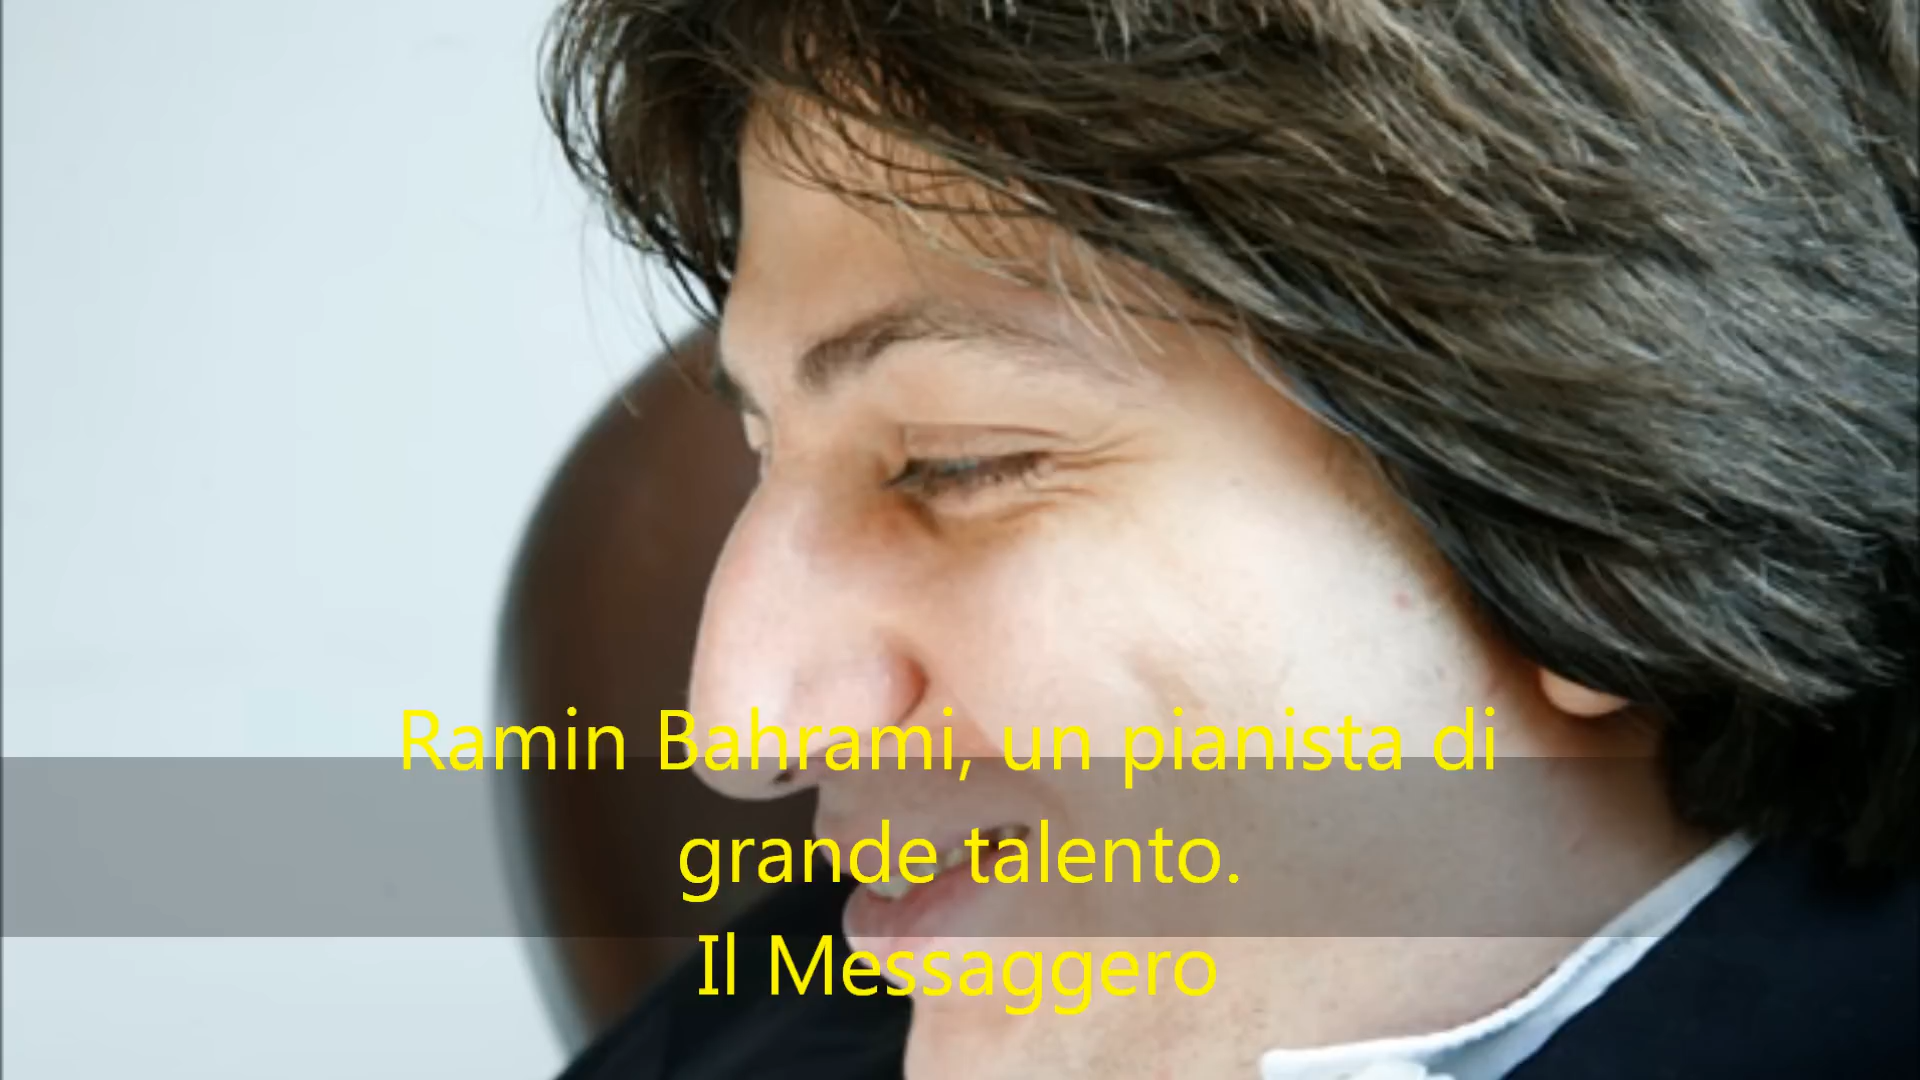 Ramin Bahrami, un pianista di
grande talento.
Il Messaggero